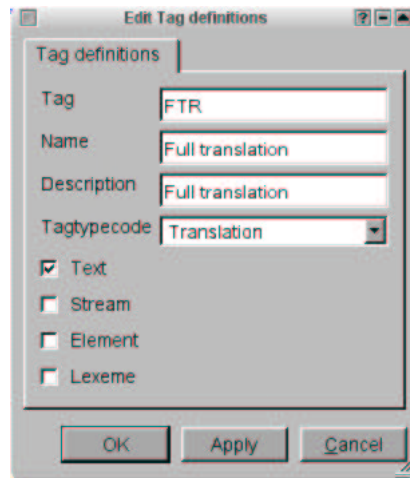 Edit Tag definitions
Tag definitions
Tag FTR
Name Full translation
Description Full translation
Tagtypecode Translation
Text
Stream
Element
Lexeme
OK Apply Cancel